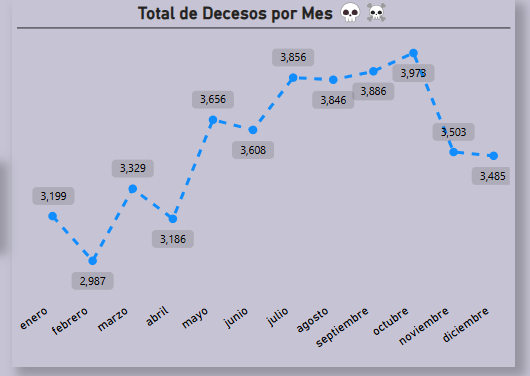 Total de Decesos por Mes 💀 ☠️
3,199
2,987
3,329
3,186
3,656
3,608
3,856
3,846
3,886
3,978
3,503
3,485
enero
febrero
marzo
abril
mayo
junio
julio
agosto
septiembre
octubre
noviembre
diciembre